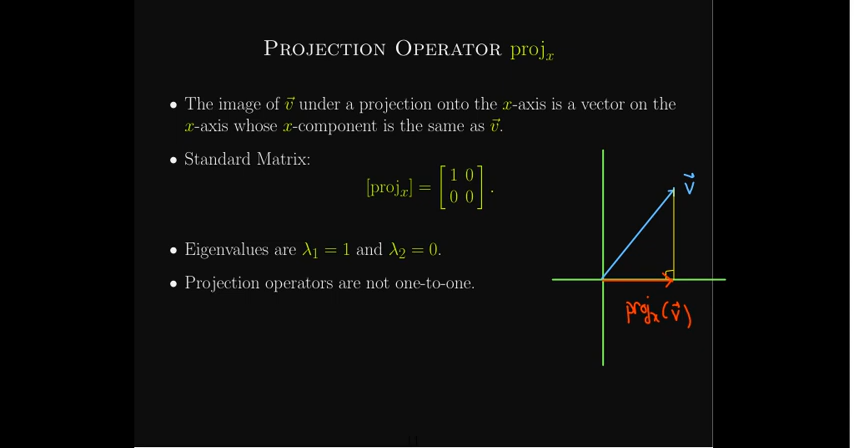 PROJECTION OPERATOR proj_x
• The image of v⃗ under a projection onto the x-axis is a vector on the
x-axis whose x-component is the same as v⃗.
• Standard Matrix:
[proj_x] = [1 0
0 0].
• Eigenvalues are λ₁ = 1 and λ₂ = 0.
• Projection operators are not one-to-one.
v⃗
proj_x(v⃗)